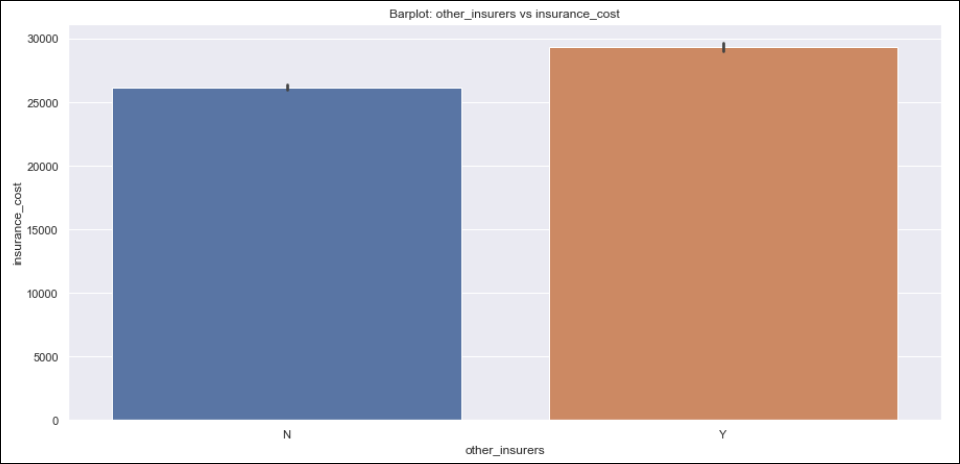 Barplot: other_insurers vs insurance_cost
30000
25000
20000
15000
10000
5000
0
insurance_cost
N
Y
other_insurers